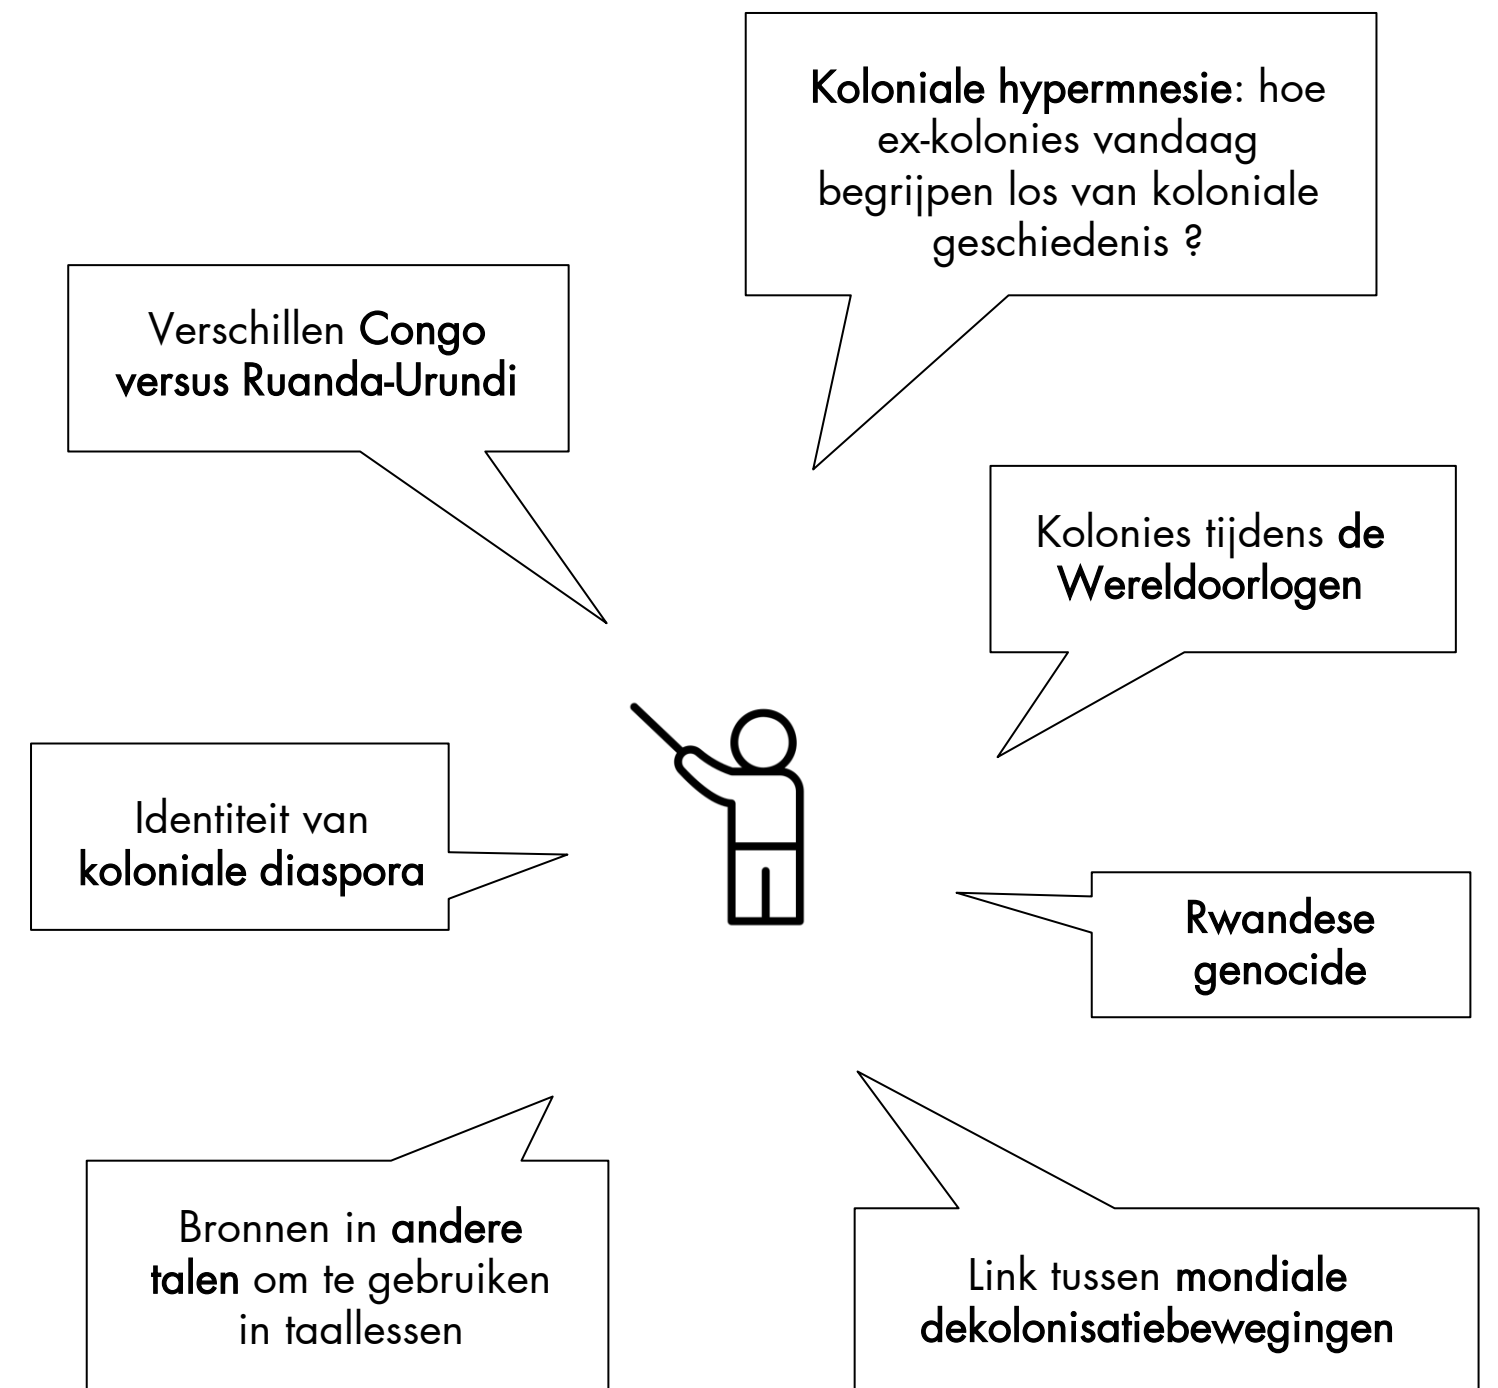 Koloniale hypermnesie: hoe
ex-kolonies vandaag
begrijpen los van koloniale
geschiedenis ?
Verschillen Congo
versus Ruanda-Urundi
Kolonies tijdens de
Wereldoorlogen
Identiteit van
koloniale diaspora
Rwandese
genocide
Bronnen in andere
talen om te gebruiken
in taallessen
Link tussen mondiale
dekolonisatiebewegingen